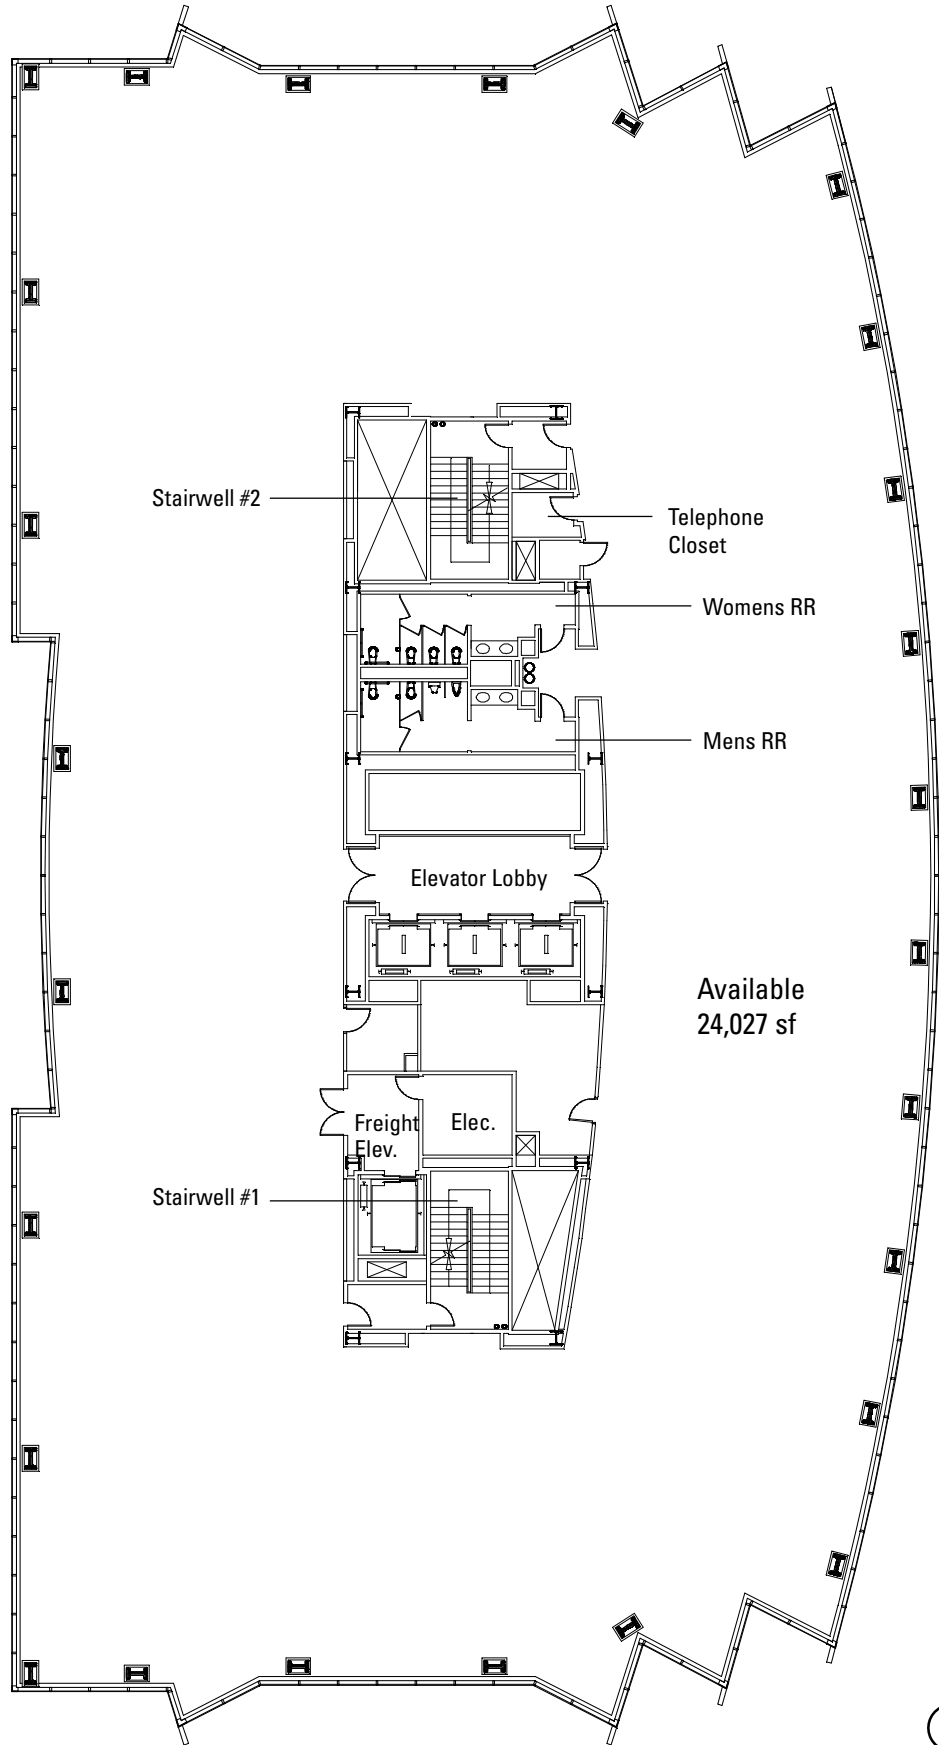 Stairwell #2
Telephone
Closet
Womens RR
Mens RR
Elevator Lobby
Available
24,027 sf
Freight
Elev.
Elec.
Stairwell #1